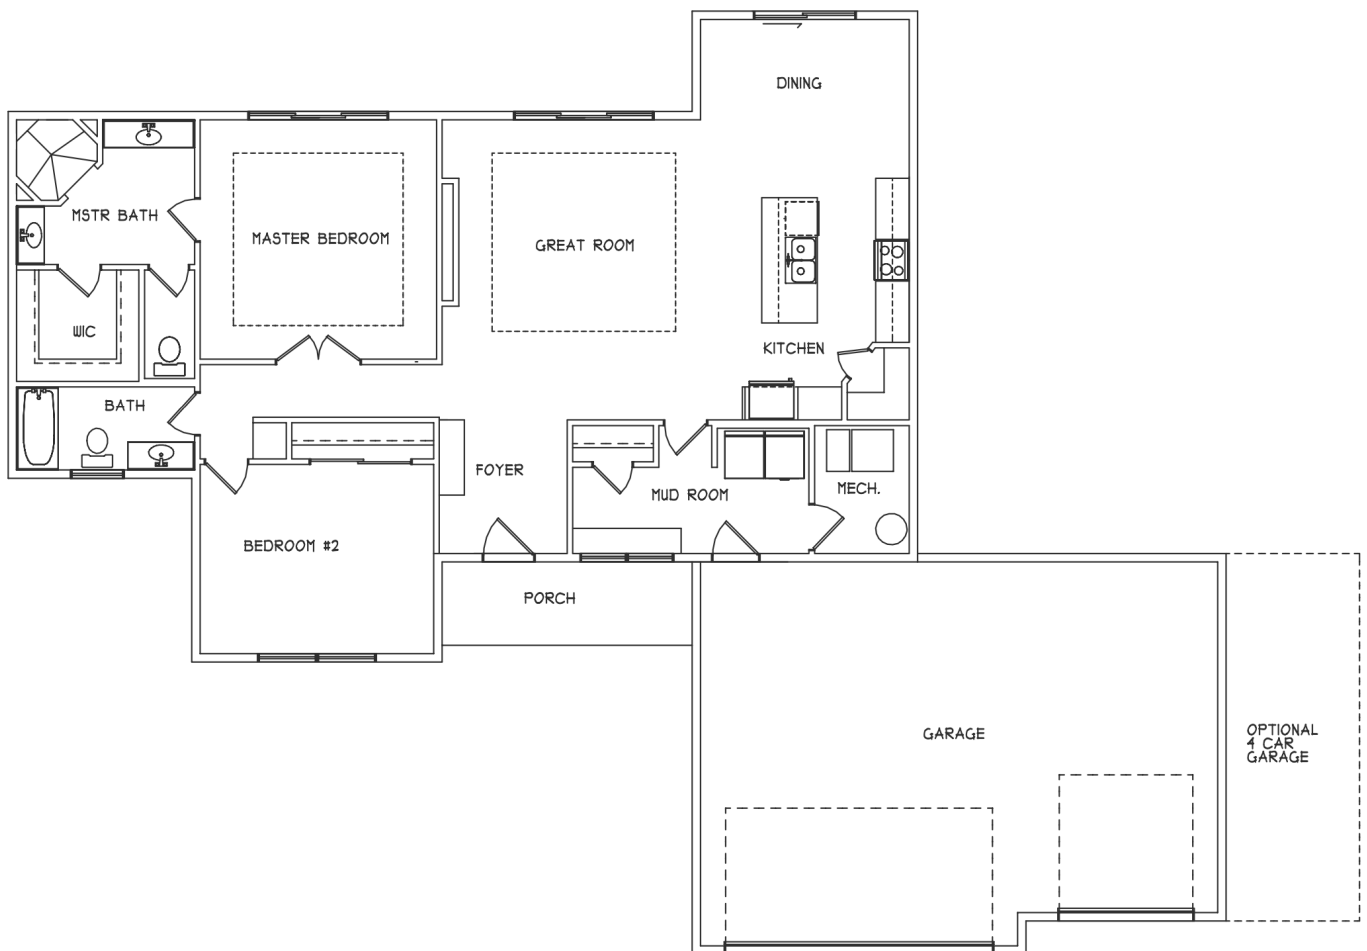 DINING
MSTR BATH
MASTER BEDROOM
GREAT ROOM
WIC
KITCHEN
BATH
FOYER
MUD ROOM
MECH.
BEDROOM #2
PORCH
GARAGE
OPTIONAL
4 CAR
GARAGE